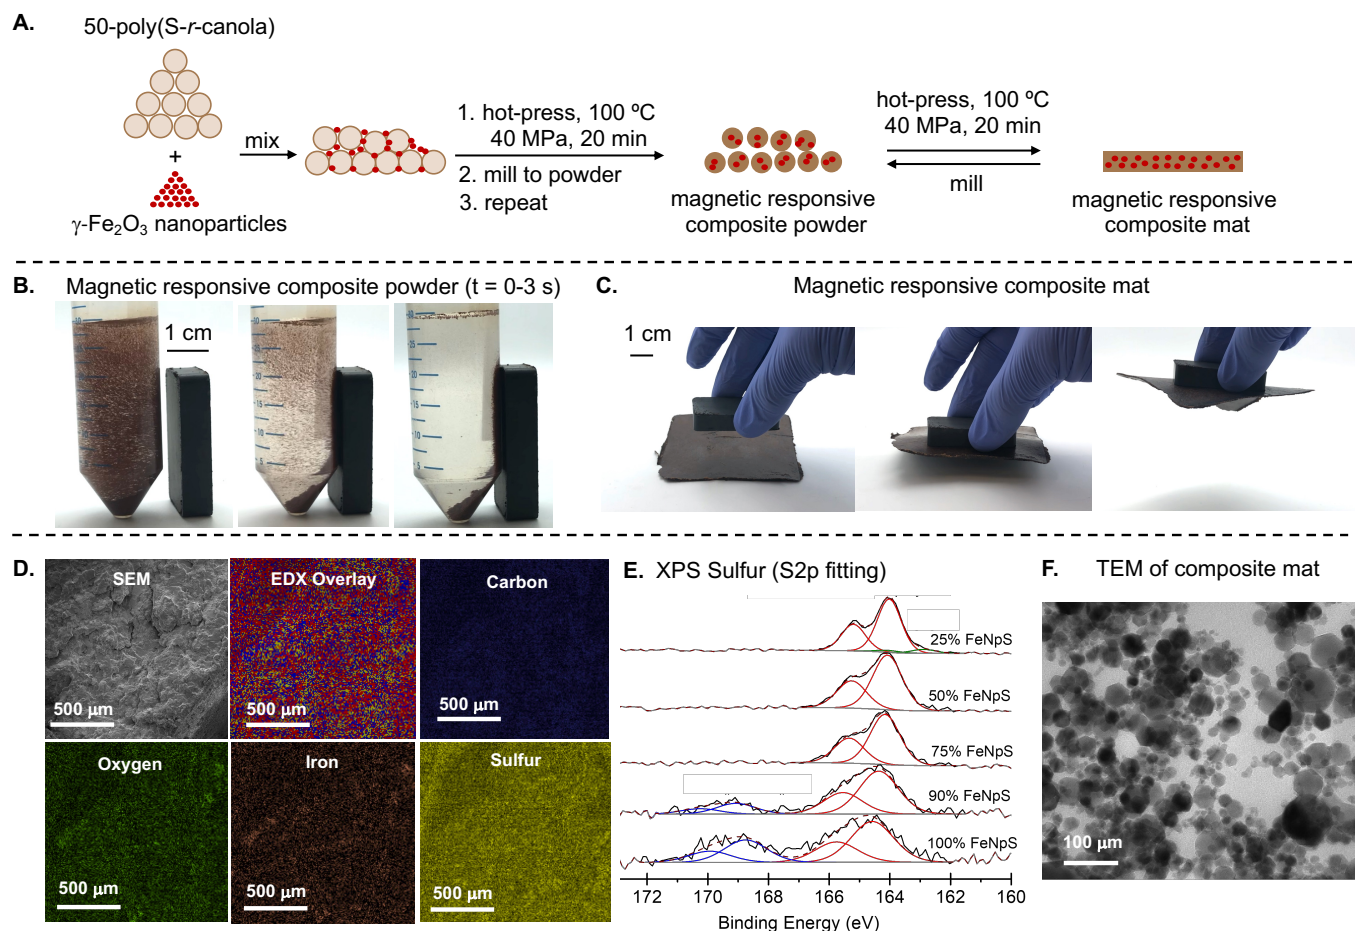 A.
50-poly(S-r-canola)
+
γ-Fe2O3 nanoparticles
mix
1. hot-press, 100 ºC
40 MPa, 20 min
2. mill to powder
3. repeat
magnetic responsive
composite powder
hot-press, 100 ºC
40 MPa, 20 min
mill
magnetic responsive
composite mat
B.
Magnetic responsive composite powder (t = 0-3 s)
1 cm
C.
Magnetic responsive composite mat
1 cm
D.
SEM
500 µm
EDX Overlay
500 µm
Carbon
500 µm
Oxygen
500 µm
Iron
500 µm
Sulfur
500 µm
E. XPS Sulfur (S2p fitting)
25% FeNpS
50% FeNpS
75% FeNpS
90% FeNpS
100% FeNpS
172 170 168 166 164 162 160
Binding Energy (eV)
F. TEM of composite mat
100 µm